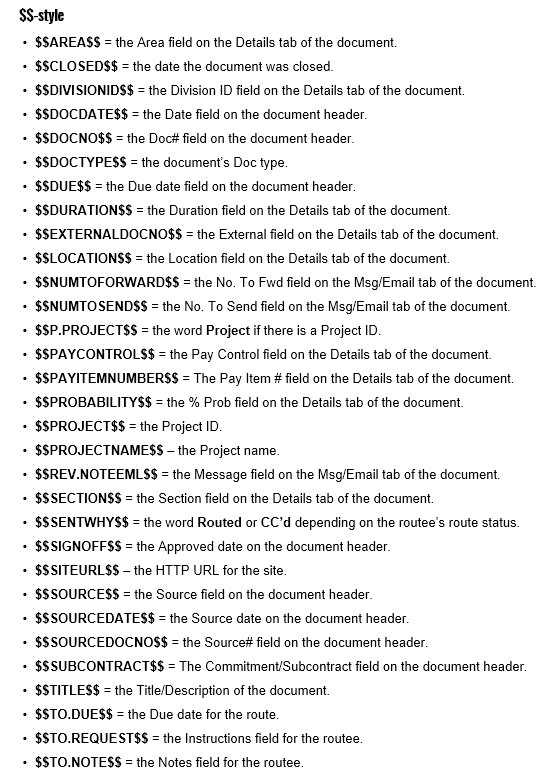 $$-style
• $$AREA$$ = the Area field on the Details tab of the document.
• $$CLOSED$$ = the date the document was closed.
• $$DIVISIONID$$ = the Division ID field on the Details tab of the document.
• $$DOCDATE$$ = the Date field on the document header.
• $$DOCNO$$ = the Doc# field on the document header.
• $$DOCTYPE$$ = the document's Doc type.
• $$DUE$$ = the Due date field on the document header.
• $$DURATION$$ = the Duration field on the Details tab of the document.
• $$EXTERNALDOCNO$$ = the External field on the Details tab of the document.
• $$LOCATION$$ = the Location field on the Details tab of the document.
• $$NUMTOFORWARD$$ = the No. To Fwd field on the Msg/Email tab of the document.
• $$NUMTOSEND$$ = the No. To Send field on the Msg/Email tab of the document.
• $$P.PROJECT$$ = the word Project if there is a Project ID.
• $$PAYCONTROL$$ = the Pay Control field on the Details tab of the document.
• $$PAYITEMNUMBER$$ = The Pay Item # field on the Details tab of the document.
• $$PROBABILITY$$ = the % Prob field on the Details tab of the document.
• $$PROJECT$$ = the Project ID.
• $$PROJECTNAME$$ – the Project name.
• $$REV.NOTEEML$$ = the Message field on the Msg/Email tab of the document.
• $$SECTION$$ = the Section field on the Details tab of the document.
• $$SENTWHY$$ = the word Routed or CC'd depending on the routee's route status.
• $$SIGNOFF$$ = the Approved date on the document header.
• $$SITEURL$$ – the HTTP URL for the site.
• $$SOURCE$$ = the Source field on the document header.
• $$SOURCEDATE$$ = the Source date on the document header.
• $$SOURCEDOCNO$$ = the Source# field on the document header.
• $$SUBCONTRACT$$ = The Commitment/Subcontract field on the document header.
• $$TITLE$$ = the Title/Description of the document.
• $$TO.DUE$$ = the Due date for the route.
• $$TO.REQUEST$$ = the Instructions field for the routee.
• $$TO.NOTE$$ = the Notes field for the routee.